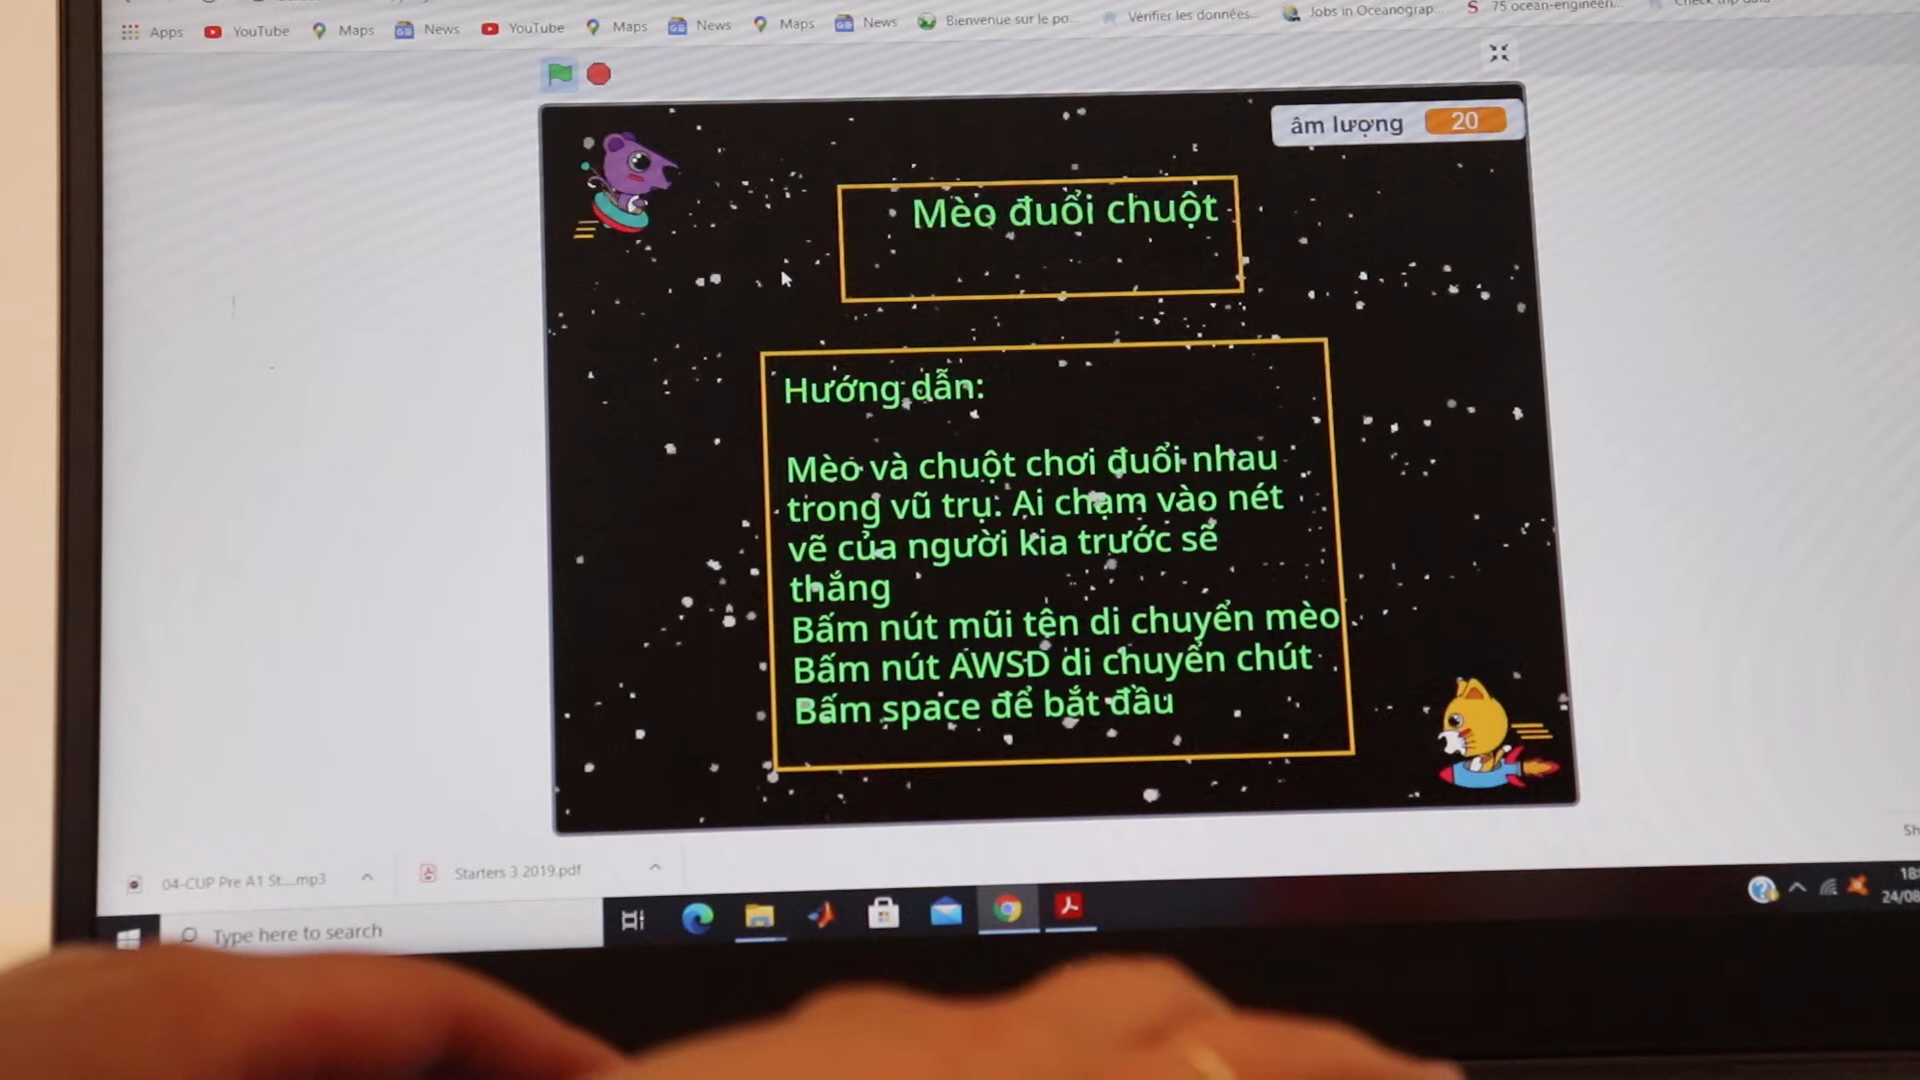 Apps YouTube Maps News YouTube Maps News Maps News Bienvenue sur le po... Vérifier les données... Jobs in Oceanograp... 75 ocean-engineen...
âm lượng 20
Mèo đuổi chuột
Hướng dẫn:
Mèo và chuột chơi đuổi nhau
trong vũ trụ. Ai chạm vào nét
vẽ của người kia trước sẽ
thắng
Bấm nút mũi tện di chuyển mèo
Bấm nút AWSD di chuyển chút
Bấm space để bắt đầu
04-CUP Pre A1 St....mp3 Starters 3 2019.pdf
Type here to search
24/08